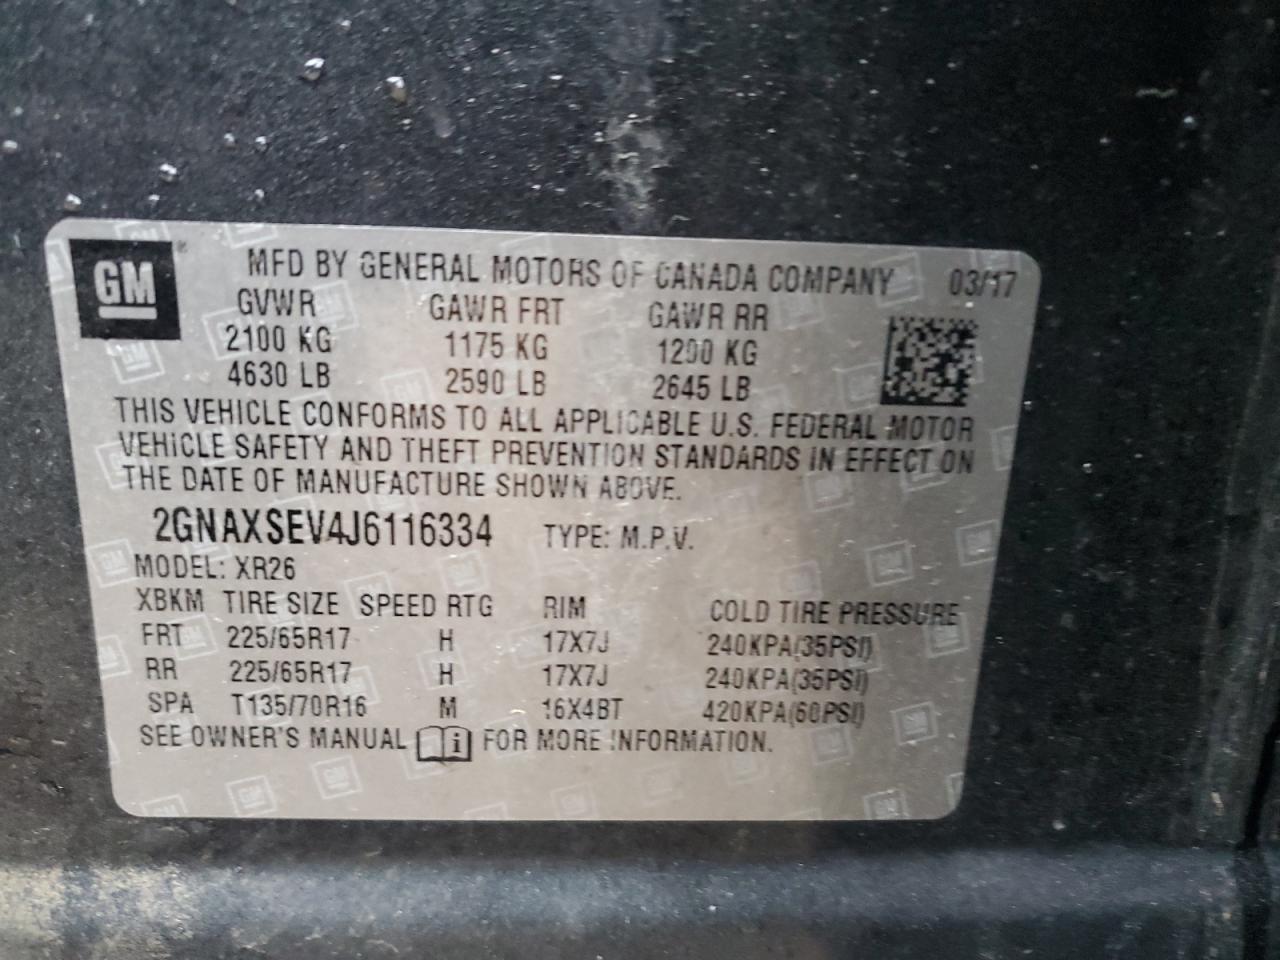 GM ® MFD BY GENERAL MOTORS OF CANADA COMPANY 03/17
GVWR GAWR FRT GAWR RR
2100 KG 1175 KG 1200 KG
4630 LB 2590 LB 2645 LB
THIS VEHICLE CONFORMS TO ALL APPLICABLE U.S. FEDERAL MOTOR
VEHICLE SAFETY AND THEFT PREVENTION STANDARDS IN EFFECT ON
THE DATE OF MANUFACTURE SHOWN ABOVE.
2GNAXSEV4J6116334 TYPE: M.P.V.
MODEL: XR26
XBKM TIRE SIZE SPEED RTG RIM COLD TIRE PRESSURE
FRT 225/65R17 H 17X7J 240KPA(35PSI)
RR 225/65R17 H 17X7J 240KPA(35PSI)
SPA T135/70R16 M 16X4BT 420KPA(60PSI)
SEE OWNER'S MANUAL i FOR MORE INFORMATION.